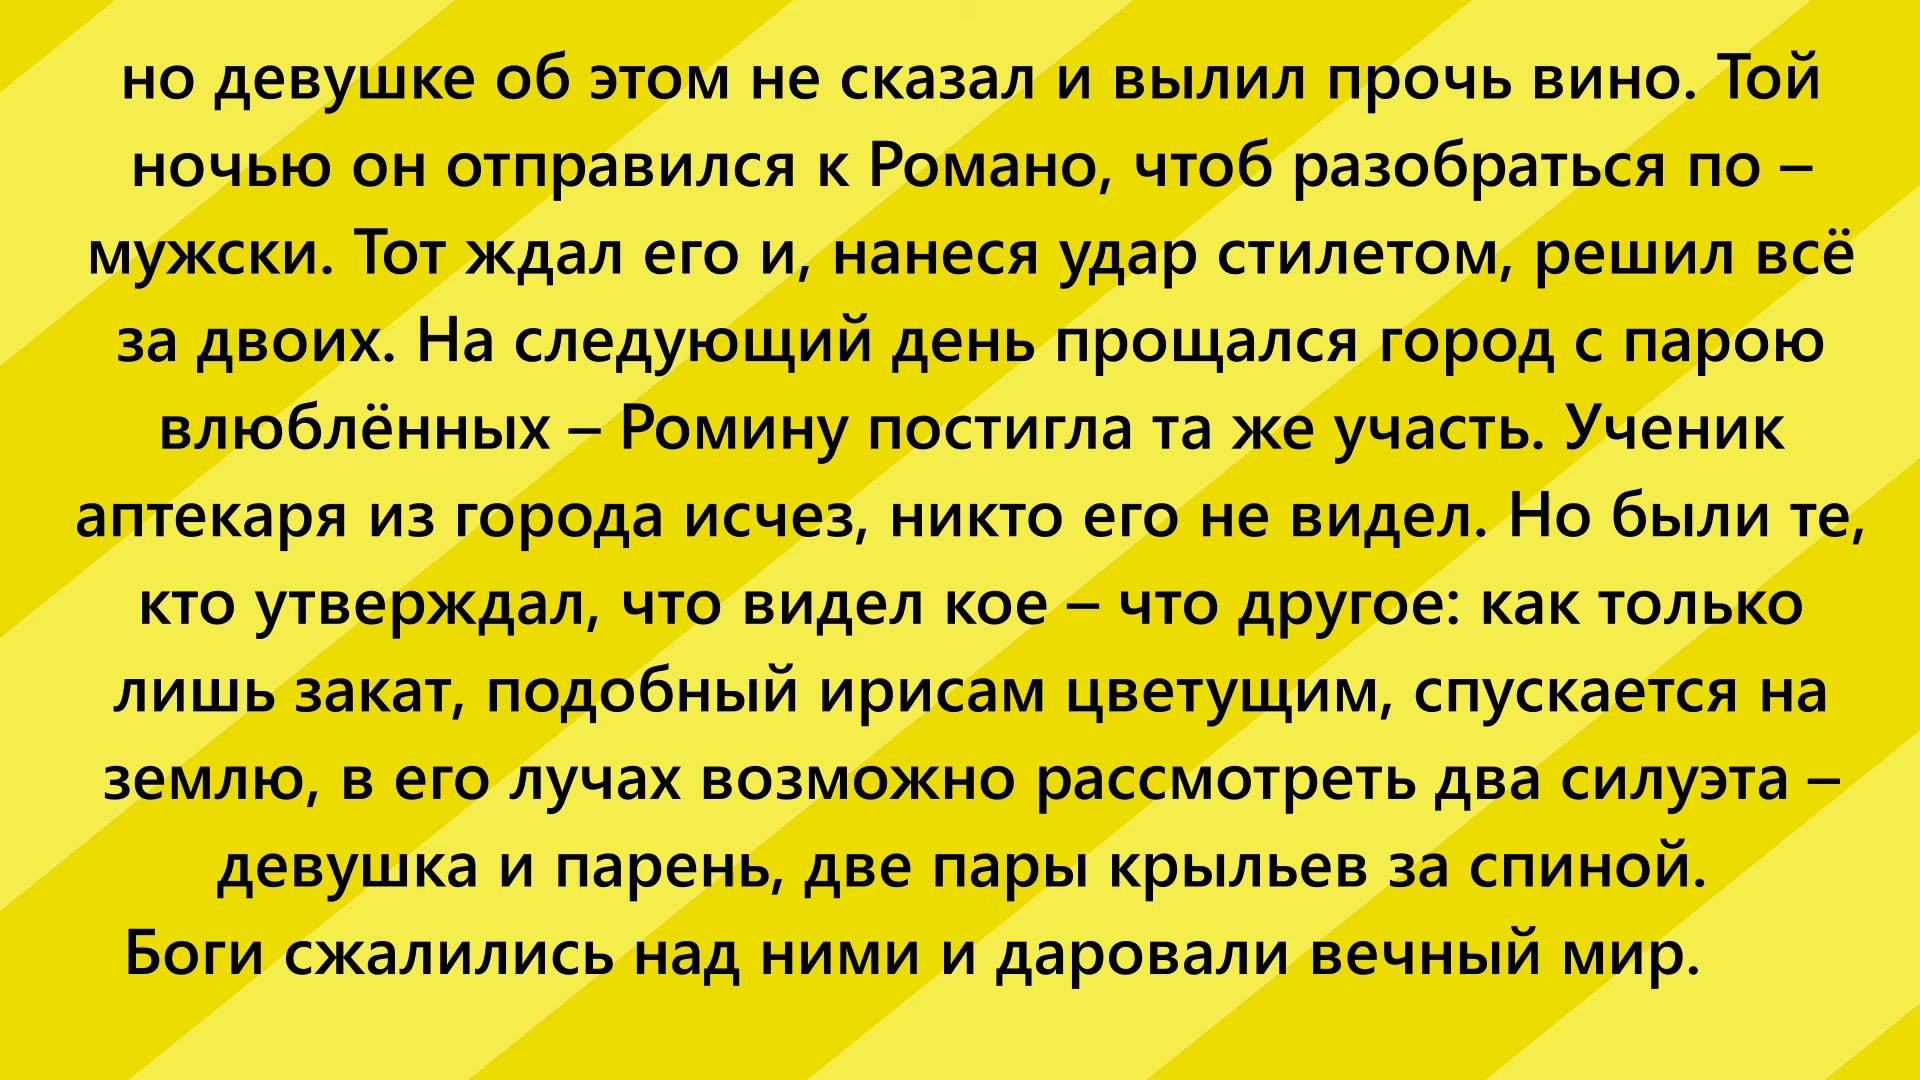 но девушке об этом не сказал и вылил прочь вино. Той
ночью он отправился к Романо, чтоб разобраться по –
мужски. Тот ждал его и, нанеся удар стилетом, решил всё
за двоих. На следующий день прощался город с парою
влюблённых – Ромину постигла та же участь. Ученик
аптекаря из города исчез, никто его не видел. Но были те,
кто утверждал, что видел кое – что другое: как только
лишь закат, подобный ирисам цветущим, спускается на
землю, в его лучах возможно рассмотреть два силуэта –
девушка и парень, две пары крыльев за спиной.
Боги сжалились над ними и даровали вечный мир.